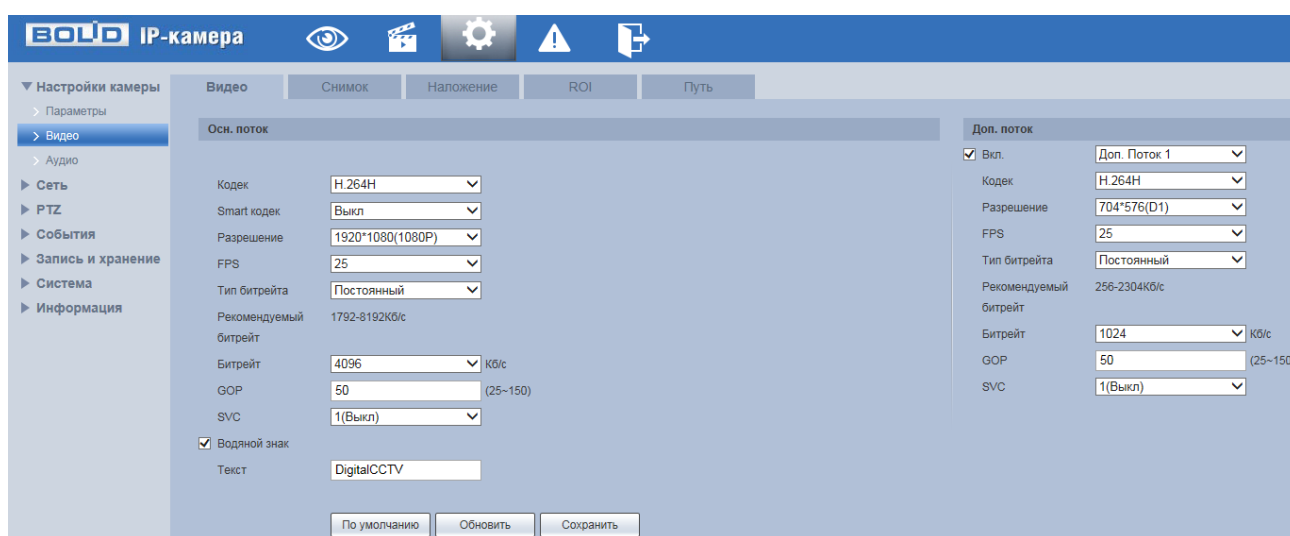 BOLID IP-камера
Настройки камеры
Параметры
Видео
Аудио
Сеть
PTZ
События
Запись и хранение
Система
Информация
Видео Снимок Наложение ROI Путь
Осн. поток
Кодек H.264H
Smart кодек Выкл
Разрешение 1920*1080(1080P)
FPS 25
Тип битрейта Постоянный
Рекомендуемый 1792-8192Кб/с
битрейт
Битрейт 4096 Кб/с
GOP 50 (25~150)
SVC 1(Выкл)
Водяной знак
Текст DigitalCCTV
По умолчанию Обновить Сохранить
Доп. поток
Вкл. Доп. Поток 1
Кодек H.264H
Разрешение 704*576(D1)
FPS 25
Тип битрейта Постоянный
Рекомендуемый 256-2304Кб/с
битрейт
Битрейт 1024 Кб/с
GOP 50 (25~150
SVC 1(Выкл)